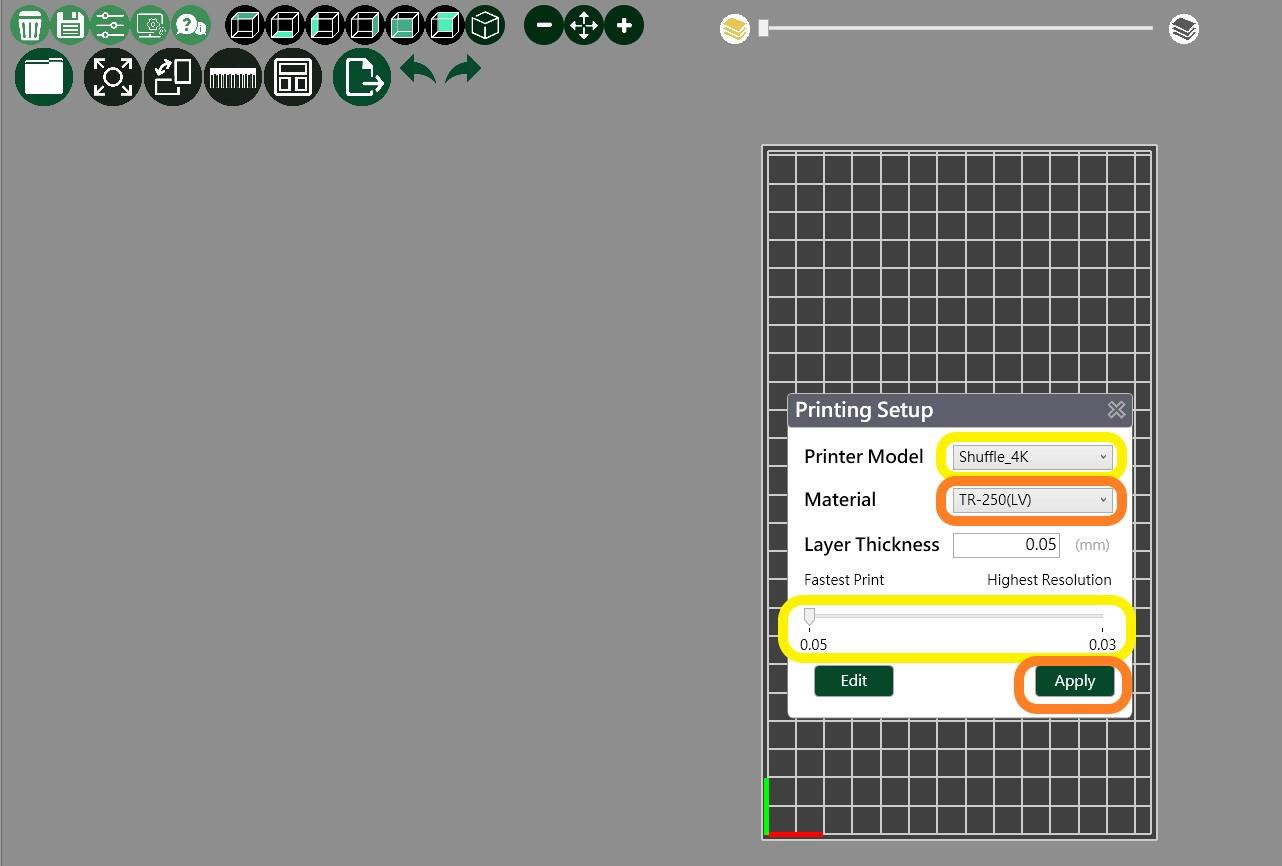 Printing Setup
Printer Model Shuffle_4K
Material TR-250(LV)
Layer Thickness 0.05 (mm)
Fastest Print Highest Resolution
0.05 0.03
Edit Apply